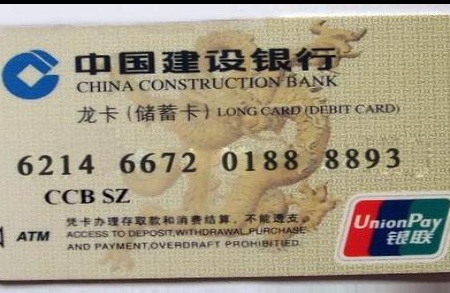 中国建设银行
CHINA CONSTRUCTION BANK
龙卡(储蓄卡) LONG CARD (DEBIT CARD)
6214 6672 0188 8893
CCB SZ
凭卡办理存取款和消费结算，不能透支。
ATM ACCESS TO DEPOSIT,WITHDRAWAL,PURCHASE
AND PAYMENT,OVERDRAFT PROHIBITED.
UnionPay
银联